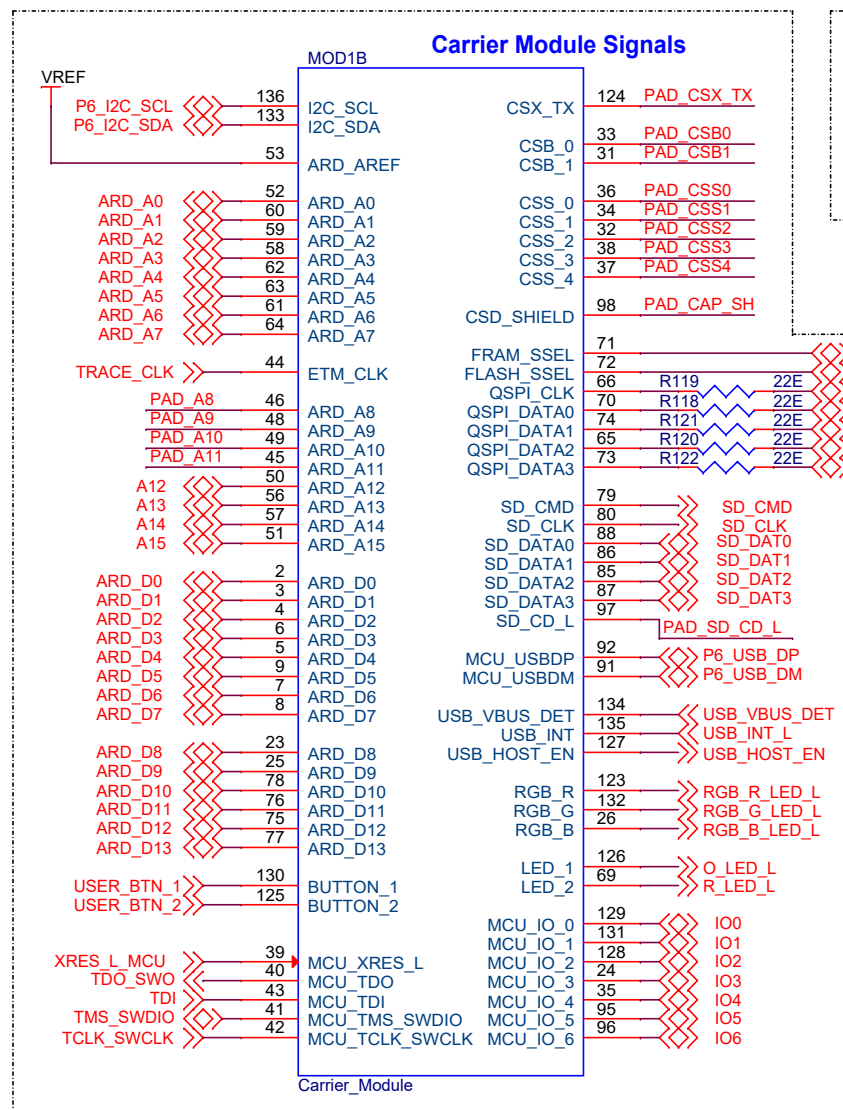 Carrier Module Signals
MOD1B
VREF
P6_I2C_SCL 136 I2C_SCL
P6_I2C_SDA 133 I2C_SDA
53 ARD_AREF
ARD_A0 52 ARD_A0
ARD_A1 60 ARD_A1
ARD_A2 59 ARD_A2
ARD_A3 58 ARD_A3
ARD_A4 62 ARD_A4
ARD_A5 63 ARD_A5
ARD_A6 61 ARD_A6
ARD_A7 64 ARD_A7
TRACE_CLK 44 ETM_CLK
PAD_A8 46 ARD_A8
PAD_A9 48 ARD_A9
PAD_A10 49 ARD_A10
PAD_A11 45 ARD_A11
A12 50 ARD_A12
A13 56 ARD_A13
A14 57 ARD_A14
A15 51 ARD_A15
ARD_D0 2 ARD_D0
ARD_D1 3 ARD_D1
ARD_D2 4 ARD_D2
ARD_D3 6 ARD_D3
ARD_D4 5 ARD_D4
ARD_D5 9 ARD_D5
ARD_D6 7 ARD_D6
ARD_D7 8 ARD_D7
ARD_D8 23 ARD_D8
ARD_D9 25 ARD_D9
ARD_D10 78 ARD_D10
ARD_D11 76 ARD_D11
ARD_D12 75 ARD_D12
ARD_D13 77 ARD_D13
USER_BTN_1 130 BUTTON_1
USER_BTN_2 125 BUTTON_2
XRES_L_MCU 39 MCU_XRES_L
TDO_SWO 40 MCU_TDO
TDI 43 MCU_TDI
TMS_SWDIO 41 MCU_TMS_SWDIO
TCLK_SWCLK 42 MCU_TCLK_SWCLK
CSX_TX 124 PAD_CSX_TX
CSB_0 33 PAD_CSB0
CSB_1 31 PAD_CSB1
CSS_0 36 PAD_CSS0
CSS_1 34 PAD_CSS1
CSS_2 32 PAD_CSS2
CSS_3 38 PAD_CSS3
CSS_4 37 PAD_CSS4
CSD_SHIELD 98 PAD_CAP_SH
FRAM_SSEL 71
FLASH_SSEL 72
QSPI_CLK 66 R119 22E
QSPI_DATA0 70 R118 22E
QSPI_DATA1 74 R121 22E
QSPI_DATA2 65 R120 22E
QSPI_DATA3 73 R122 22E
SD_CMD 79 SD_CMD
SD_CLK 80 SD_CLK
SD_DATA0 88 SD_DAT0
SD_DATA1 86 SD_DAT1
SD_DATA2 85 SD_DAT2
SD_DATA3 87 SD_DAT3
SD_CD_L 97 PAD_SD_CD_L
MCU_USBDP 92 P6_USB_DP
MCU_USBDM 91 P6_USB_DM
USB_VBUS_DET 134 USB_VBUS_DET
USB_INT 135 USB_INT_L
USB_HOST_EN 127 USB_HOST_EN
RGB_R 123 RGB_R_LED_L
RGB_G 132 RGB_G_LED_L
RGB_B 26 RGB_B_LED_L
LED_1 126 O_LED_L
LED_2 69 R_LED_L
MCU_IO_0 129 IO0
MCU_IO_1 131 IO1
MCU_IO_2 128 IO2
MCU_IO_3 24 IO3
MCU_IO_4 35 IO4
MCU_IO_5 95 IO5
MCU_IO_6 96 IO6
Carrier_Module